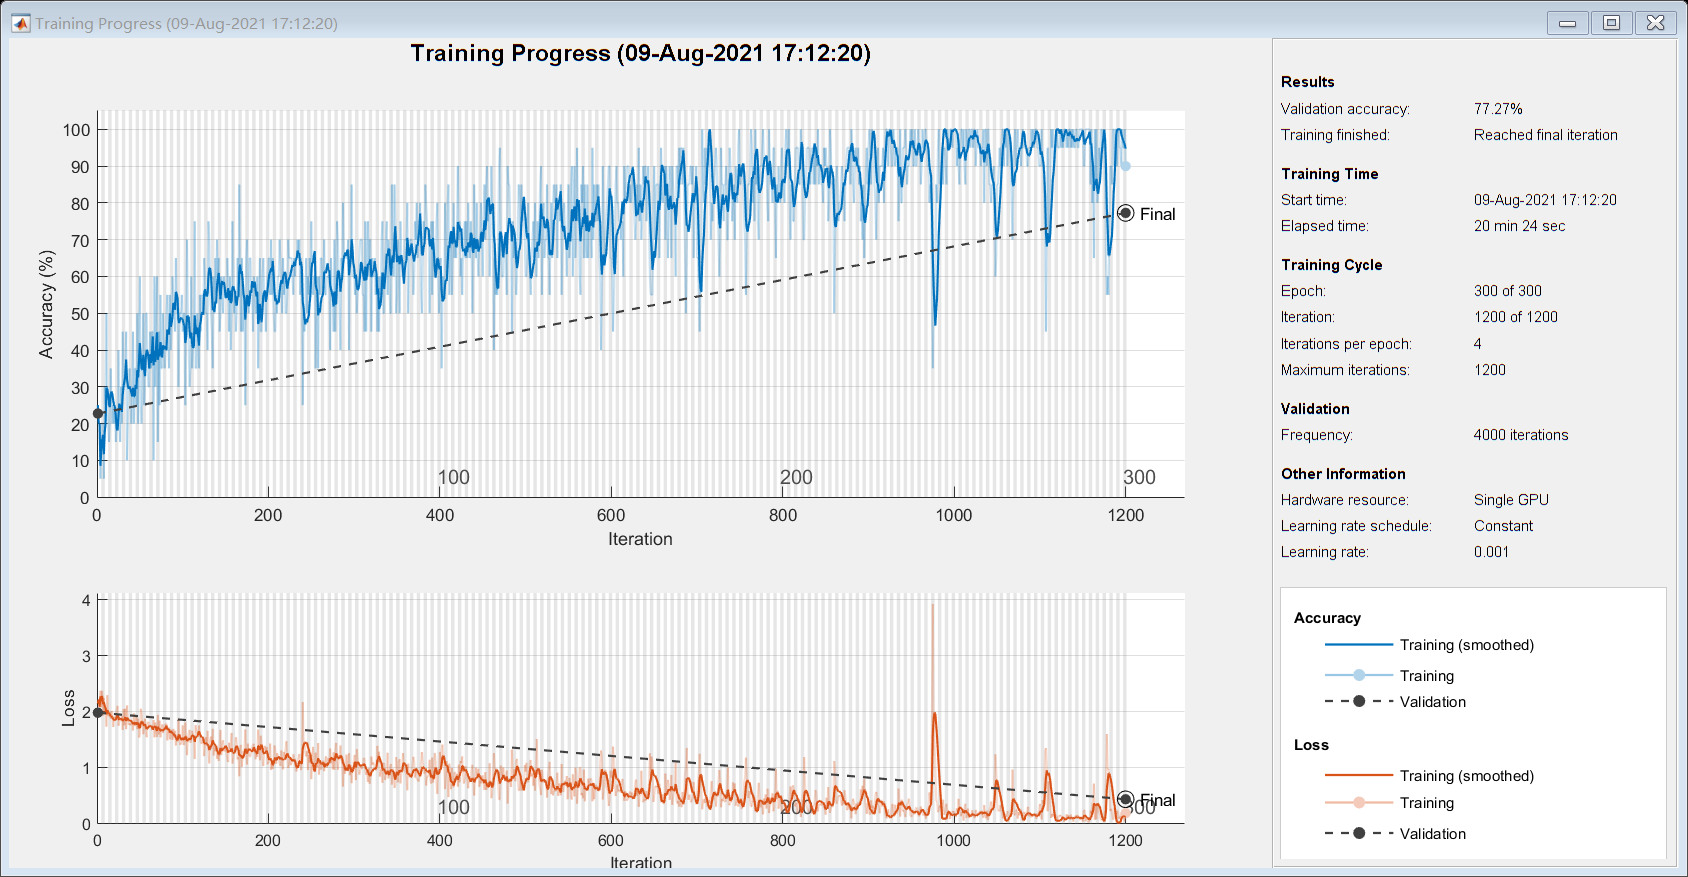 Training Progress (09-Aug-2021 17:12:20)
Training Progress (09-Aug-2021 17:12:20)
Accuracy (%)
100
90
80
70
60
50
40
30
20
10
0
Final
100
200
300
0
200
400
600
800
1000
1200
Iteration
Loss
4
3
2
1
0
Final
100
200
300
0
200
400
600
800
1000
1200
Iteration
Results
Validation accuracy: 77.27%
Training finished: Reached final iteration
Training Time
Start time: 09-Aug-2021 17:12:20
Elapsed time: 20 min 24 sec
Training Cycle
Epoch: 300 of 300
Iteration: 1200 of 1200
Iterations per epoch: 4
Maximum iterations: 1200
Validation
Frequency: 4000 iterations
Other Information
Hardware resource: Single GPU
Learning rate schedule: Constant
Learning rate: 0.001
Accuracy
Training (smoothed)
Training
Validation
Loss
Training (smoothed)
Training
Validation